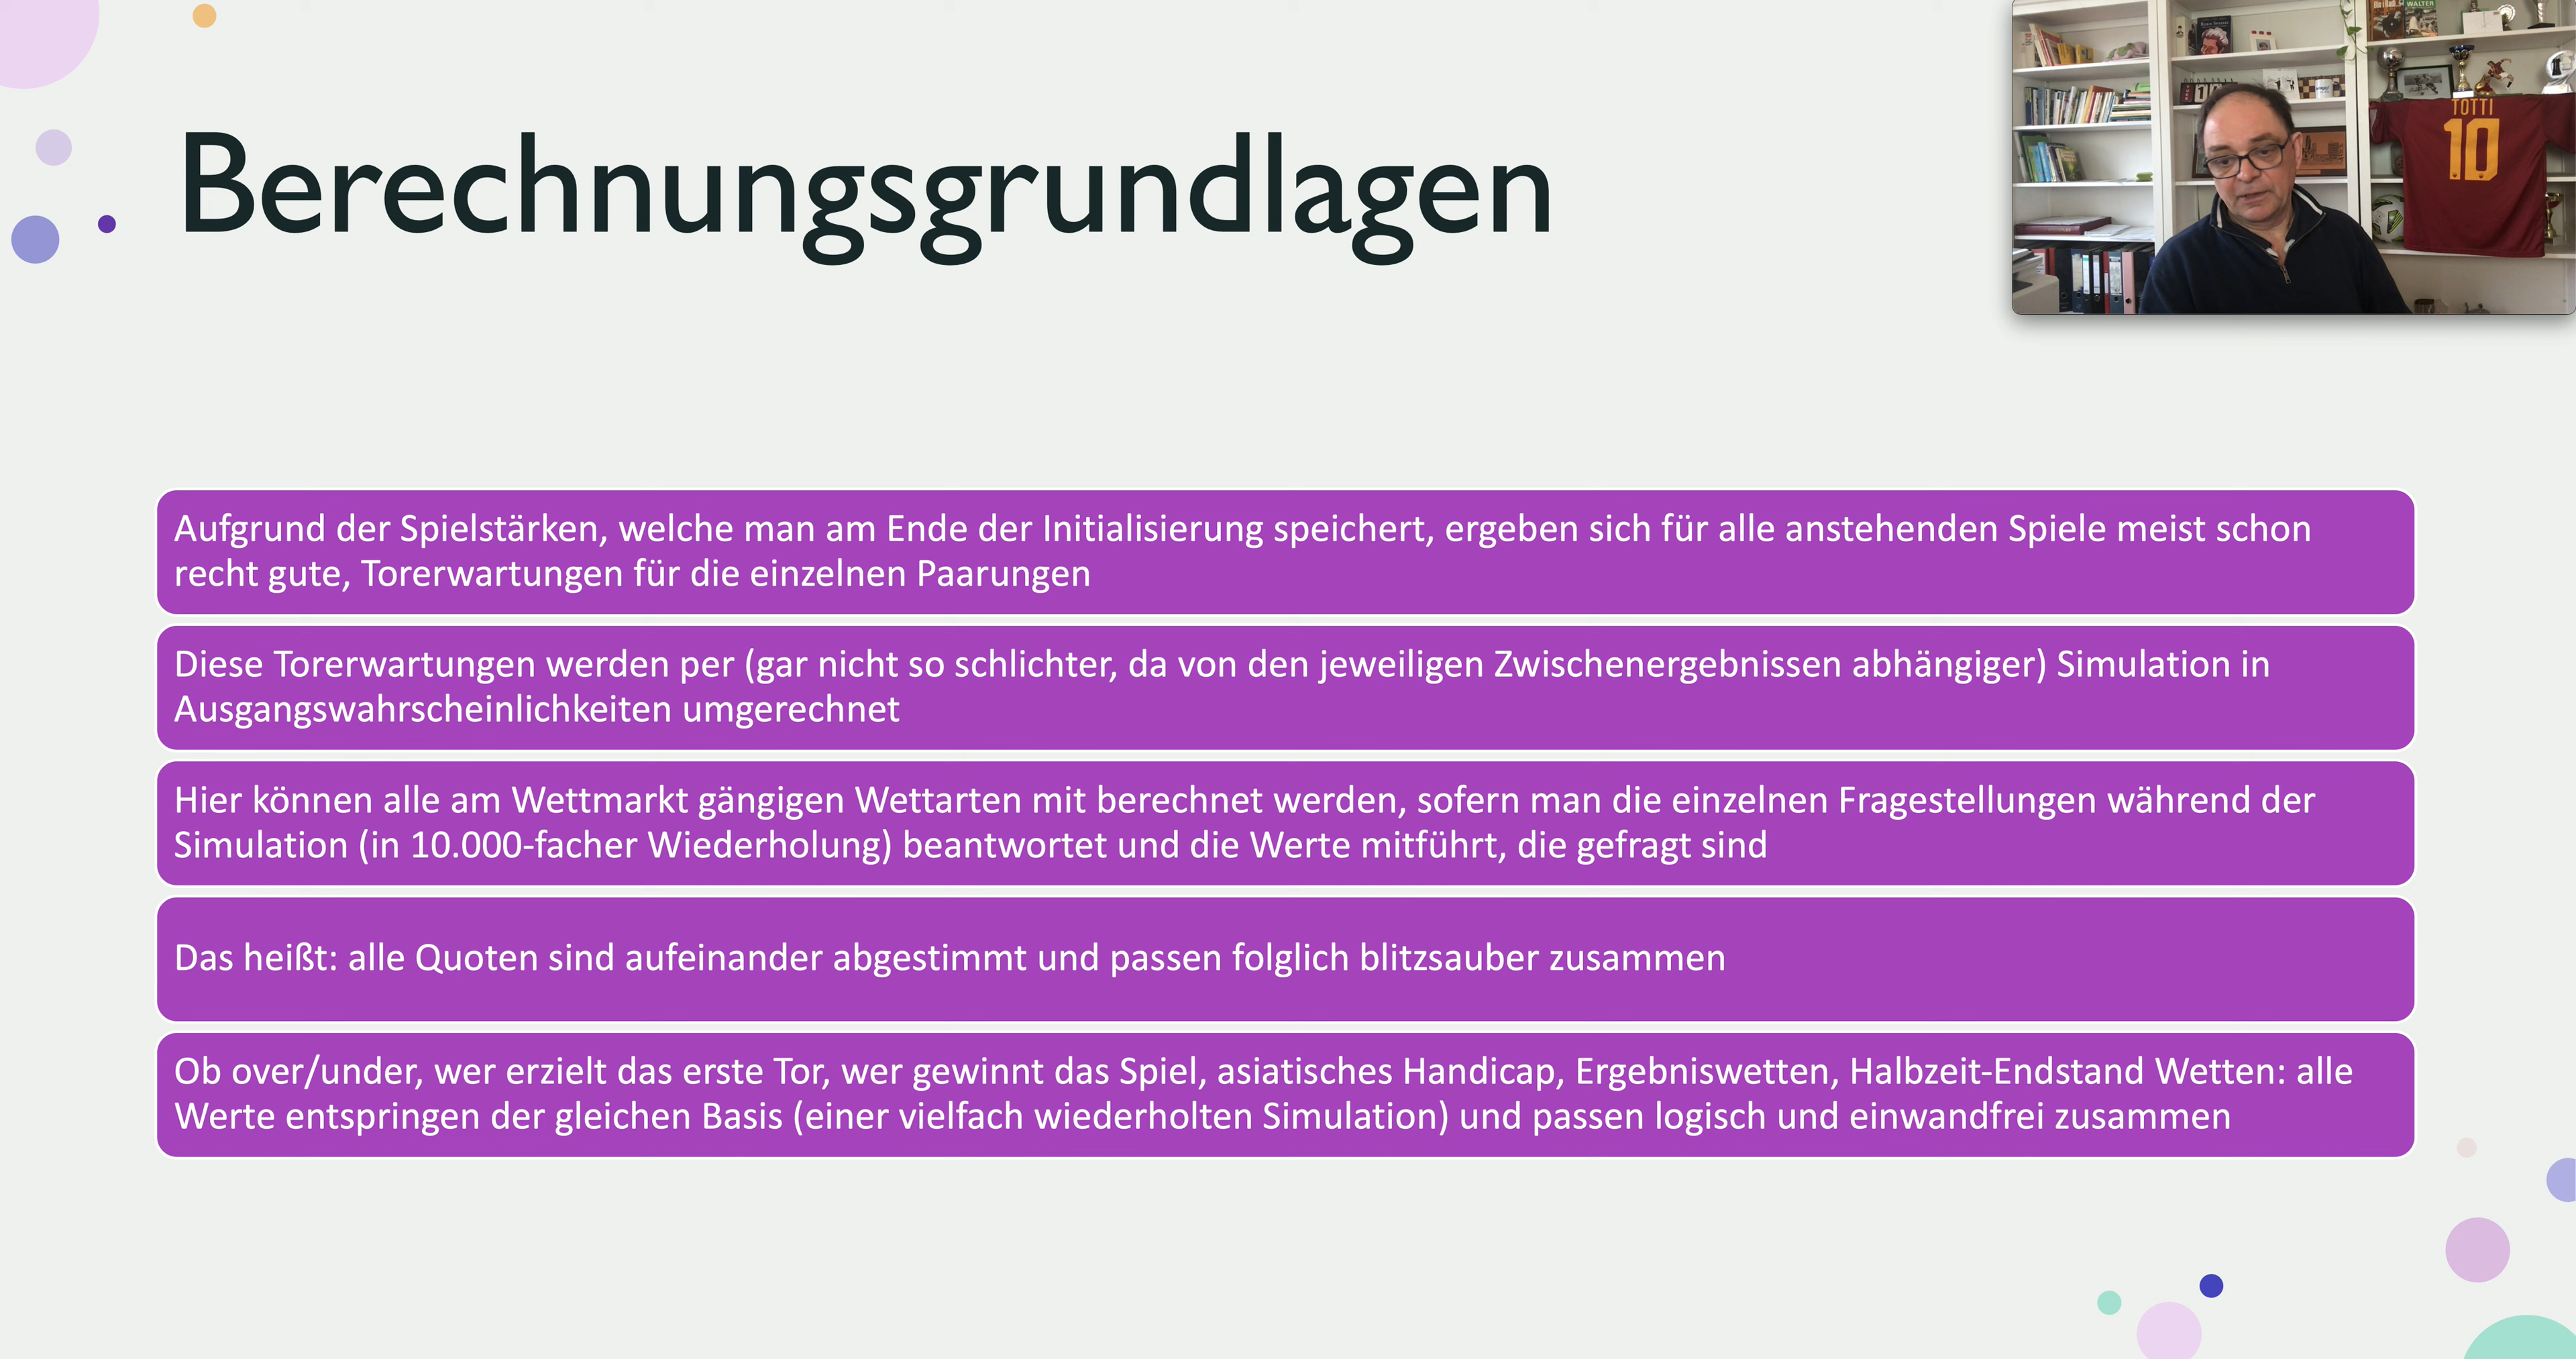 Berechnungsgrundlagen
WALTER
TOTTI
10
Aufgrund der Spielstärken, welche man am Ende der Initialisierung speichert, ergeben sich für alle anstehenden Spiele meist schon
recht gute, Torerwartungen für die einzelnen Paarungen
Diese Torerwartungen werden per (gar nicht so schlichter, da von den jeweiligen Zwischenergebnissen abhängiger) Simulation in
Ausgangswahrscheinlichkeiten umgerechnet
Hier können alle am Wettmarkt gängigen Wettarten mit berechnet werden, sofern man die einzelnen Fragestellungen während der
Simulation (in 10.000-facher Wiederholung) beantwortet und die Werte mitführt, die gefragt sind
Das heißt: alle Quoten sind aufeinander abgestimmt und passen folglich blitzsauber zusammen
Ob over/under, wer erzielt das erste Tor, wer gewinnt das Spiel, asiatisches Handicap, Ergebniswetten, Halbzeit-Endstand Wetten: alle
Werte entspringen der gleichen Basis (einer vielfach wiederholten Simulation) und passen logisch und einwandfrei zusammen